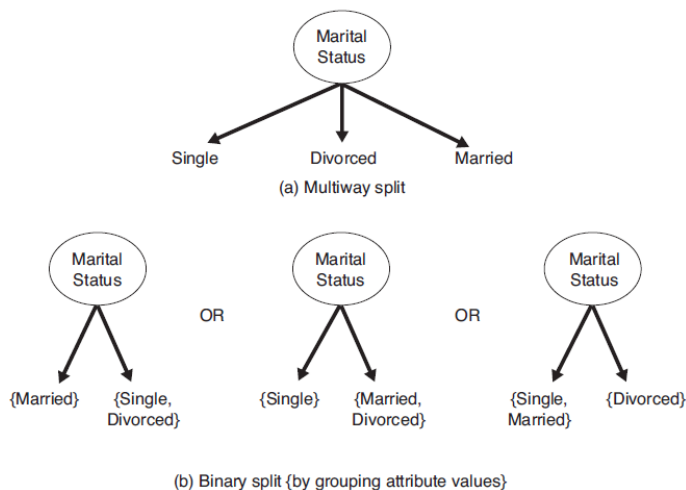 Marital
Status
Single Divorced Married
(a) Multiway split
Marital
Status
OR
Marital
Status
OR
Marital
Status
{Married}
{Single,
Divorced}
{Single}
{Married,
Divorced}
{Single,
Married}
{Divorced}
(b) Binary split {by grouping attribute values}